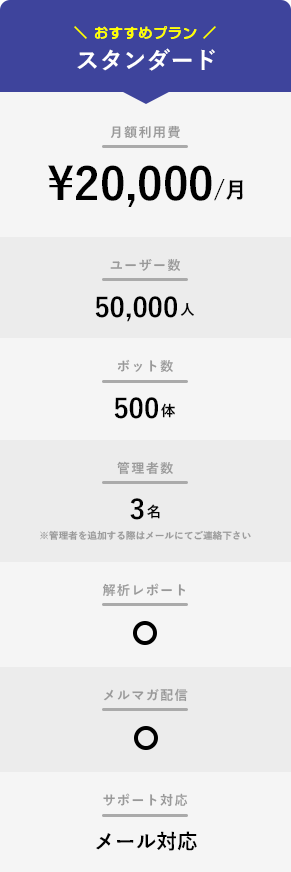 \ おすすめプラン /
スタンダード
月額利用費
¥20,000/月
ユーザー数
50,000人
ボット数
500体
管理者数
3名
※管理者を追加する際はメールにてご連絡下さい
解析レポート
○
メルマガ配信
○
サポート対応
メール対応